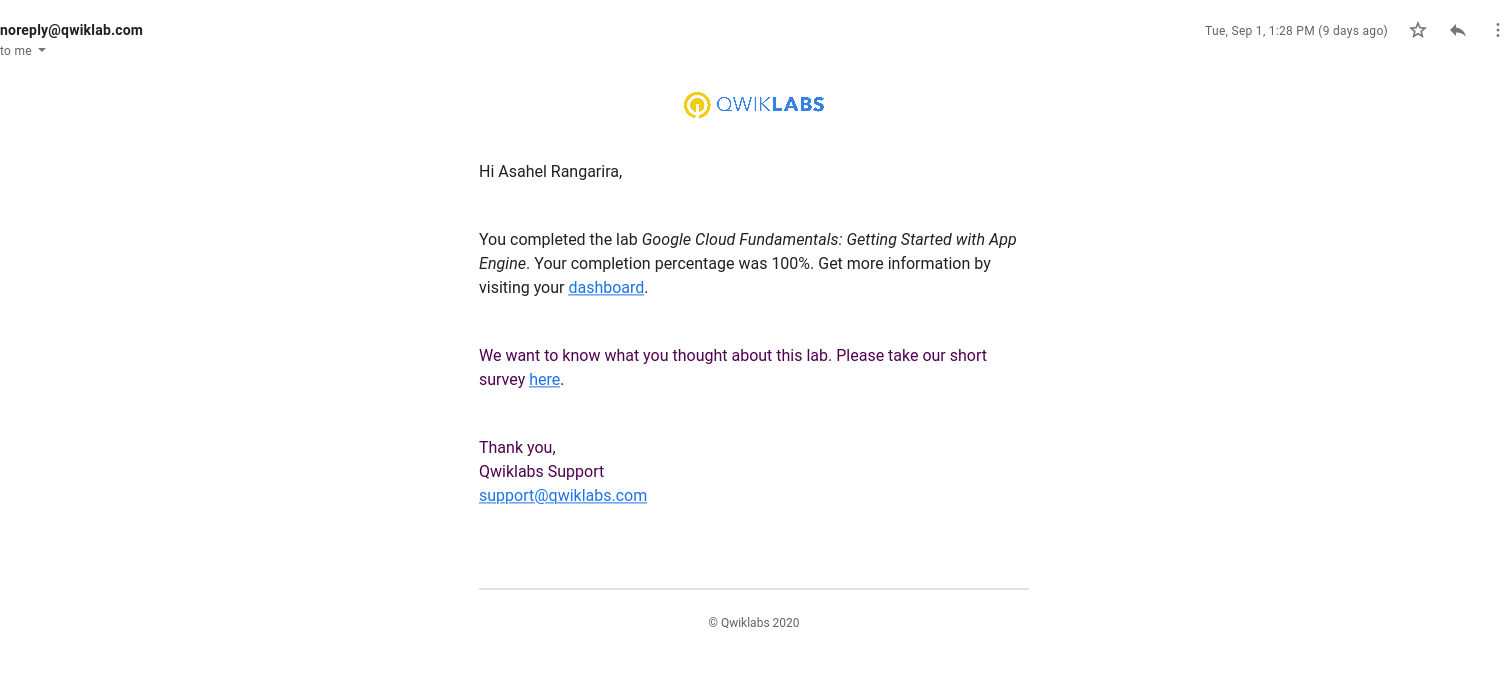 noreply@qwiklab.com
Tue, Sep 1, 1:28 PM (9 days ago)
to me
QWIKLABS
Hi Asahel Rangarira,
You completed the lab Google Cloud Fundamentals: Getting Started with App
Engine. Your completion percentage was 100%. Get more information by
visiting your dashboard.
We want to know what you thought about this lab. Please take our short
survey here.
Thank you,
Qwiklabs Support
support@qwiklabs.com
© Qwiklabs 2020